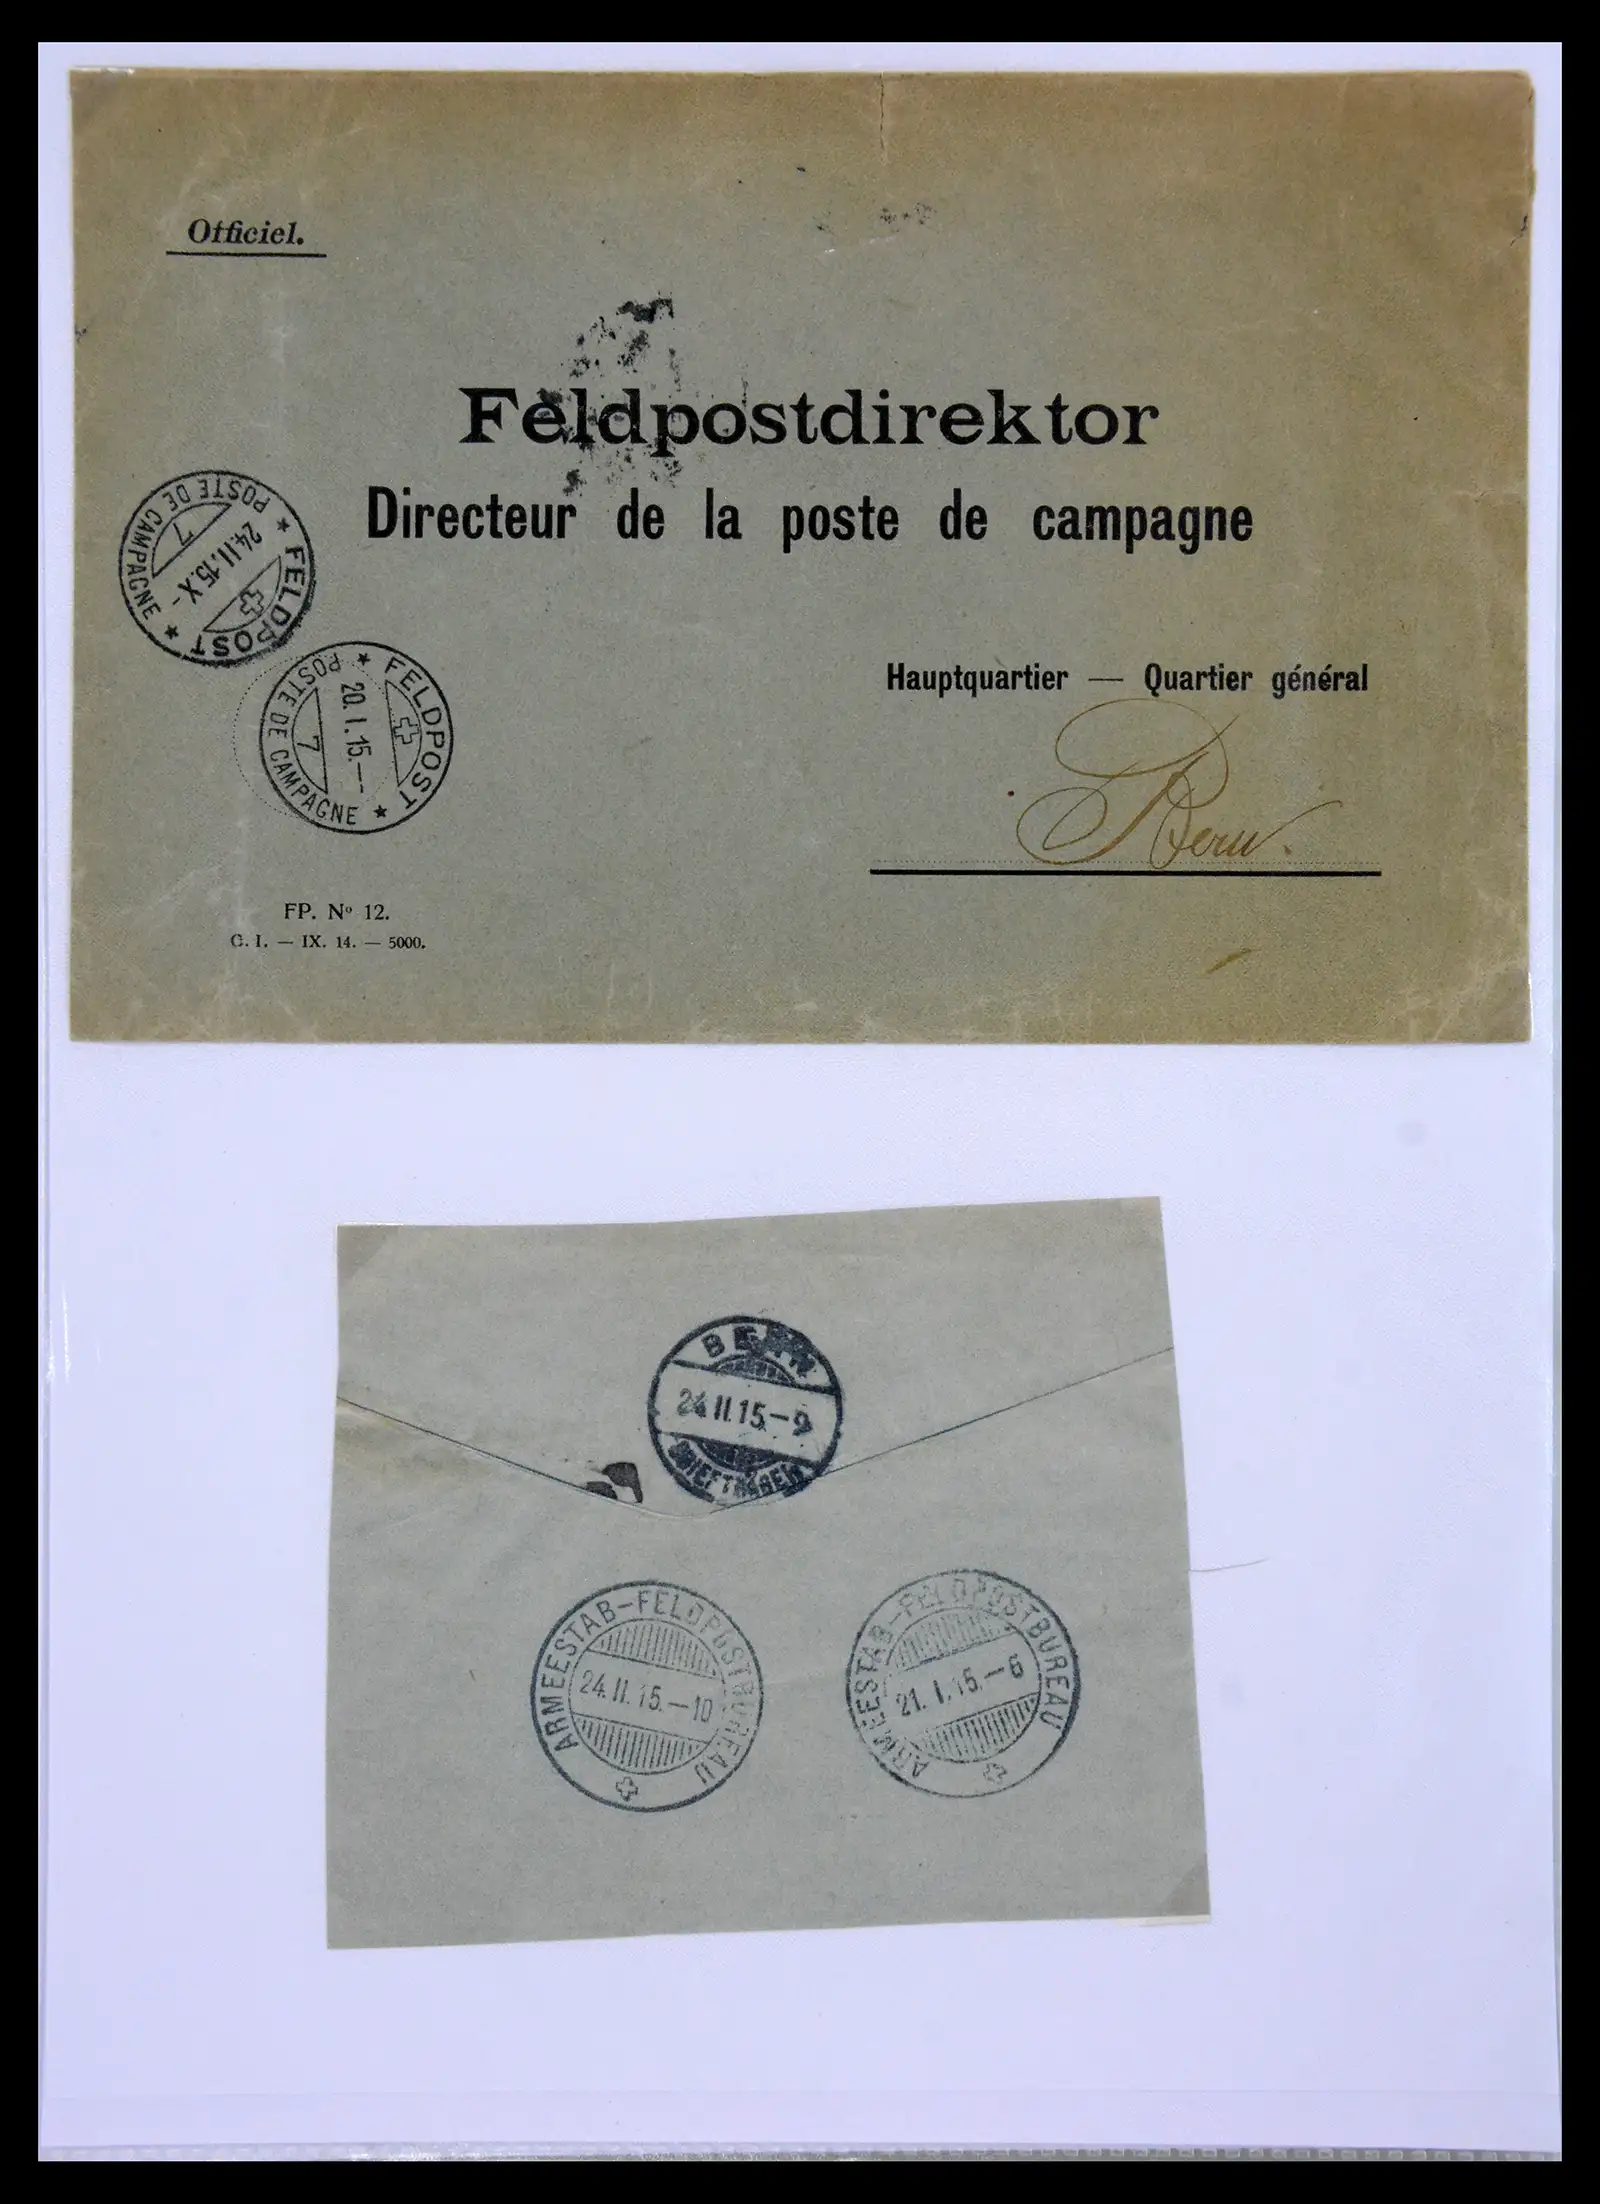 Officiel.
Feldpostdirektor
Directeur de la poste de campagne
FELDPOST
24.II.15.X-
7
POSTE DE CAMPAGNE
FELDPOST
20.I.15.—
7
POSTE DE CAMPAGNE
Hauptquartier — Quartier général
Bern.
FP. Nº 12.
C. I. — IX. 14. — 5000.
BERN
24.II.15.-9
BRIEFTRÄGER
ARMEESTAB-FELDPOSTBUREAU
24.II.15.-10
ARMEESTAB-FELDPOSTBUREAU
21.I.15.-6